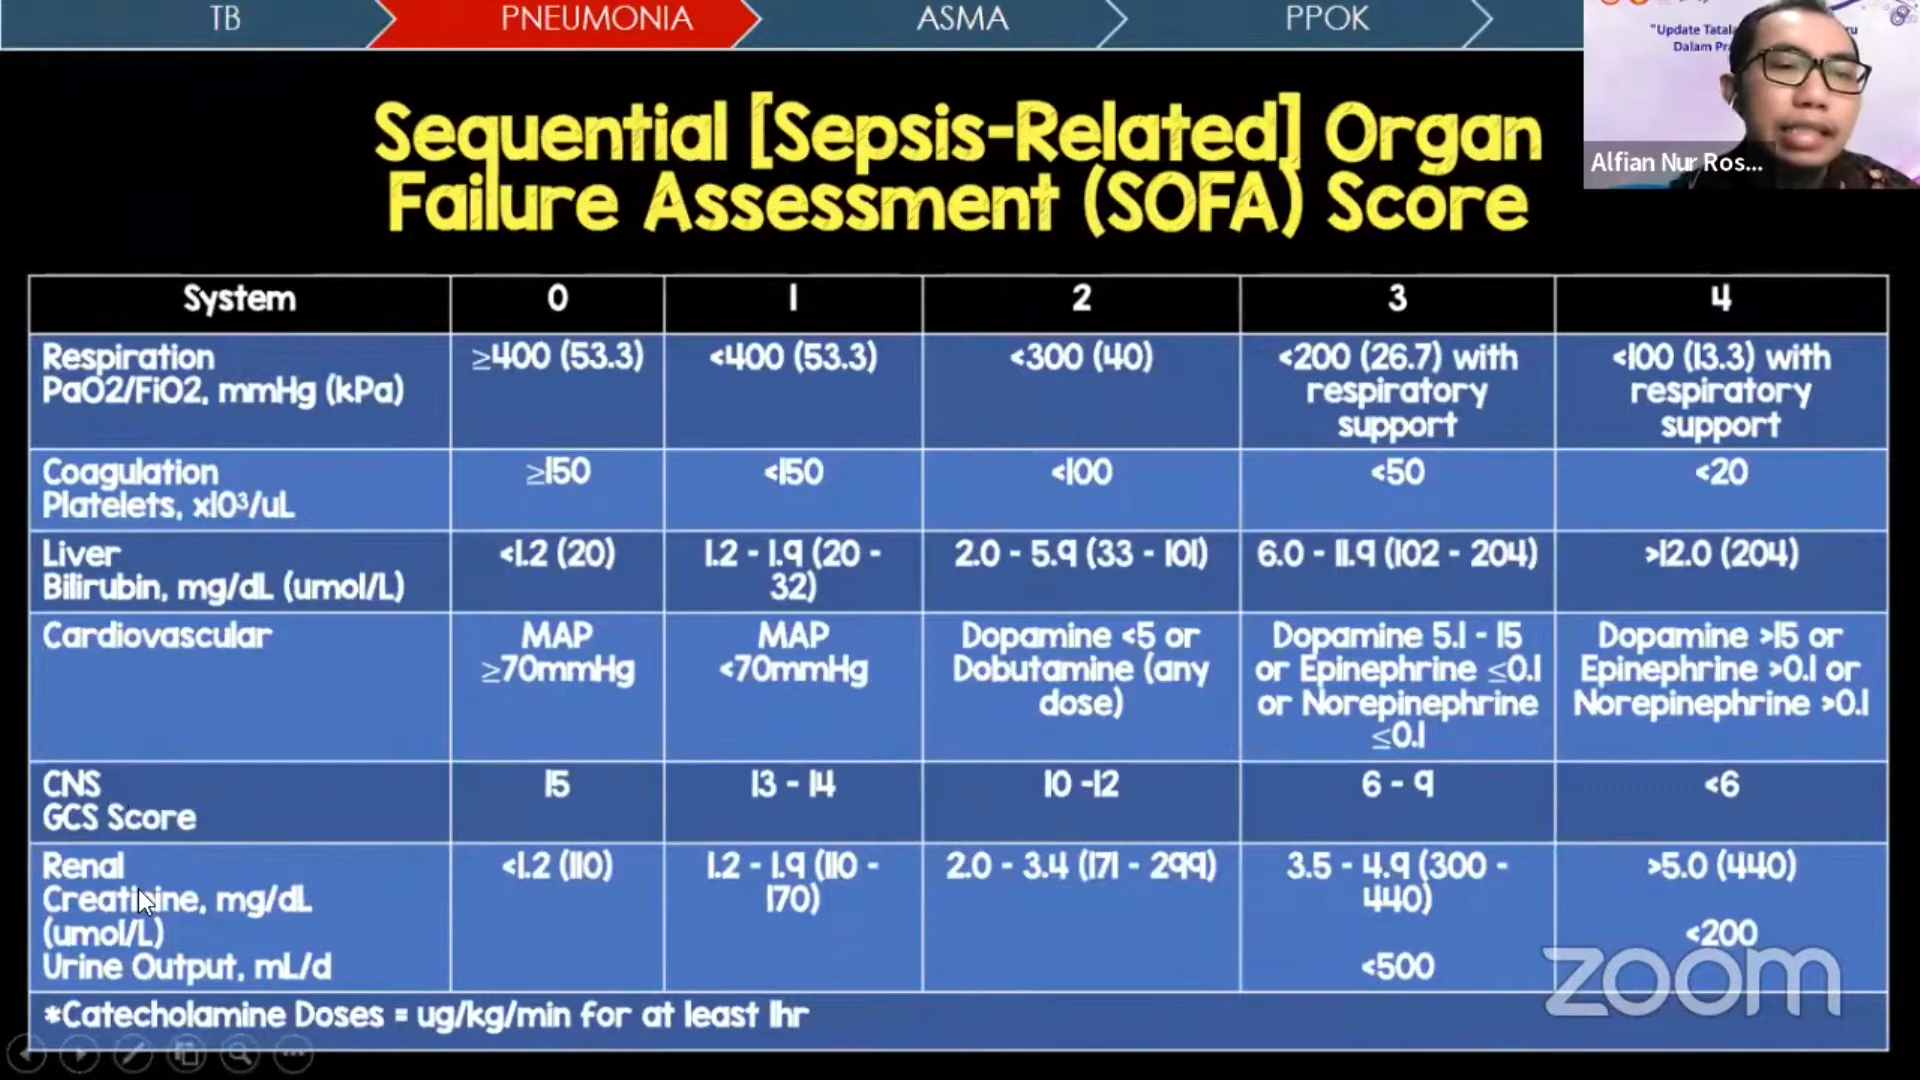 TB
PNEUMONIA
ASMA
PPOK
"Update Tatala
Dalam Pra
Alfian Nur Ros...
Sequential [Sepsis-Related] Organ
Failure Assessment (SOFA) Score
System
0
1
2
3
4
Respiration
PaO2/FiO2, mmHg (kPa)
≥400 (53.3)
<400 (53.3)
<300 (40)
<200 (26.7) with
respiratory
support
<100 (13.3) with
respiratory
support
Coagulation
Platelets, x10³/uL
≥150
<150
<100
<50
<20
Liver
Bilirubin, mg/dL (umol/L)
<1.2 (20)
1.2 - 1.9 (20 -
32)
2.0 - 5.9 (33 - 101)
6.0 - 11.9 (102 - 204)
>12.0 (204)
Cardiovascular
MAP
≥70mmHg
MAP
<70mmHg
Dopamine <5 or
Dobutamine (any
dose)
Dopamine 5.1 - 15
or Epinephrine ≤0.1
or Norepinephrine
≤0.1
Dopamine >15 or
Epinephrine >0.1 or
Norepinephrine >0.1
CNS
GCS Score
15
13 - 14
10 -12
6 - 9
<6
Renal
Creatinine, mg/dL
(umol/L)
Urine Output, mL/d
<1.2 (110)
1.2 - 1.9 (110 -
170)
2.0 - 3.4 (171 - 299)
3.5 - 4.9 (300 -
440)
<500
>5.0 (440)
<200
*Catecholamine Doses = ug/kg/min for at least 1hr
zoom